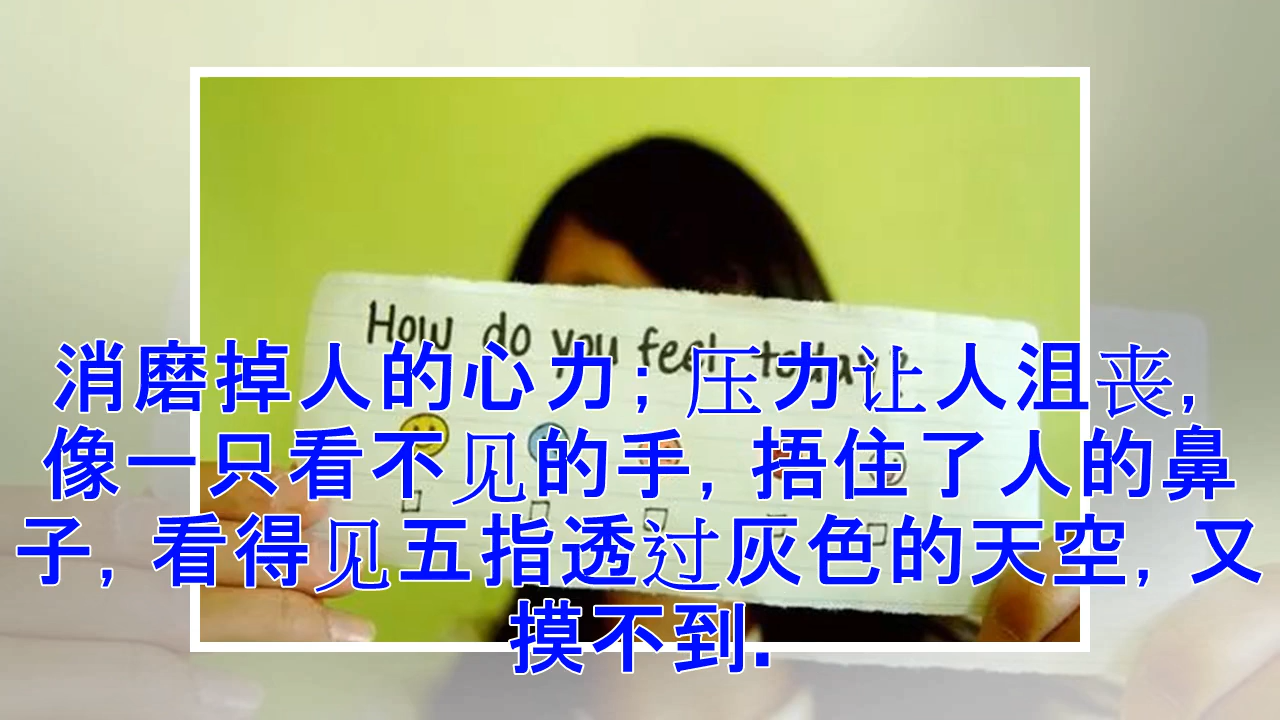 How do you feel today?
消磨掉人的心力; 压力让人沮丧,
像一只看不见的手, 捂住了人的鼻
子, 看得见五指透过灰色的天空, 又
摸不到.